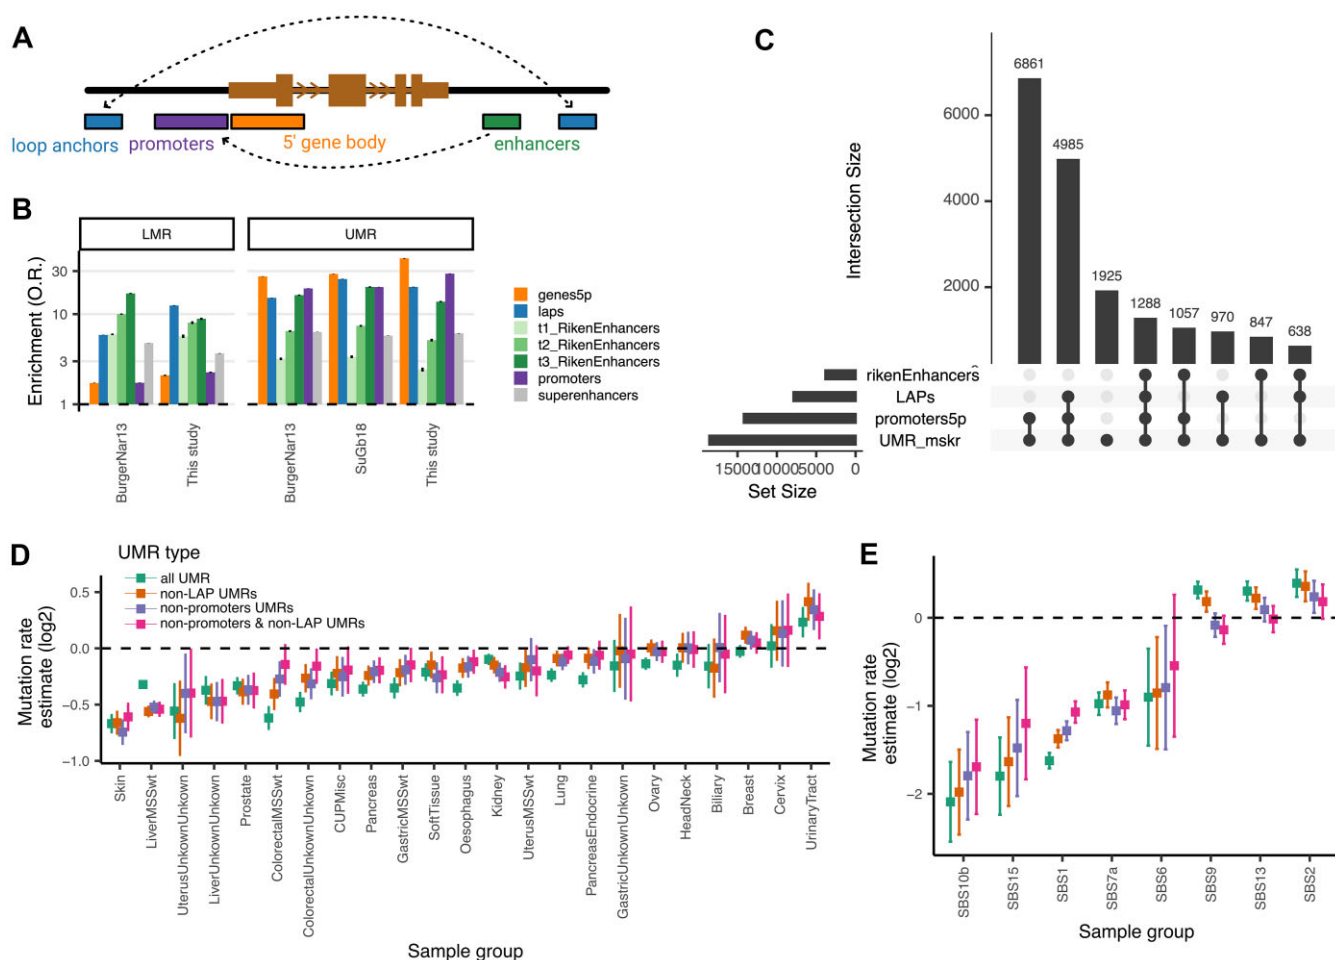 A
loop anchors
promoters
5' gene body
enhancers
B
LMR
UMR
Enrichment (O.R.)
30
10
3
1
BurgerNar13
This study
BurgerNar13
SuGb18
This study
genes5p
laps
t1_RikenEnhancers
t2_RikenEnhancers
t3_RikenEnhancers
promoters
superenhancers
C
Intersection Size
6000
4000
2000
6861
4985
1925
1288
1057
970
847
638
rikenEnhancers
LAPs
promoters5p
UMR_mskr
15000
10000
5000
0
Set Size
D
UMR type
all UMR
non-LAP UMRs
non-promoters UMRs
non-promoters & non-LAP UMRs
Mutation rate
estimate (log2)
0.5
0.0
−0.5
−1.0
Skin
LiverMSSwt
UterusUnkownUnkown
LiverUnknownUnkown
Prostate
ColorectalMSSwt
ColorectalUnkownUnkown
CUPMisc
Pancreas
GastricMSSwt
SoftTissue
Oesophagus
Kidney
UterusMSSwt
Lung
PancreasEndocrine
GastricUnkownUnkown
Ovary
HeadNeck
Biliary
Breast
Cervix
UrinaryTract
Sample group
E
Mutation rate
estimate (log2)
0
−1
−2
SBS10b
SBS15
SBS1
SBS7a
SBS6
SBS9
SBS13
SBS2
Sample group